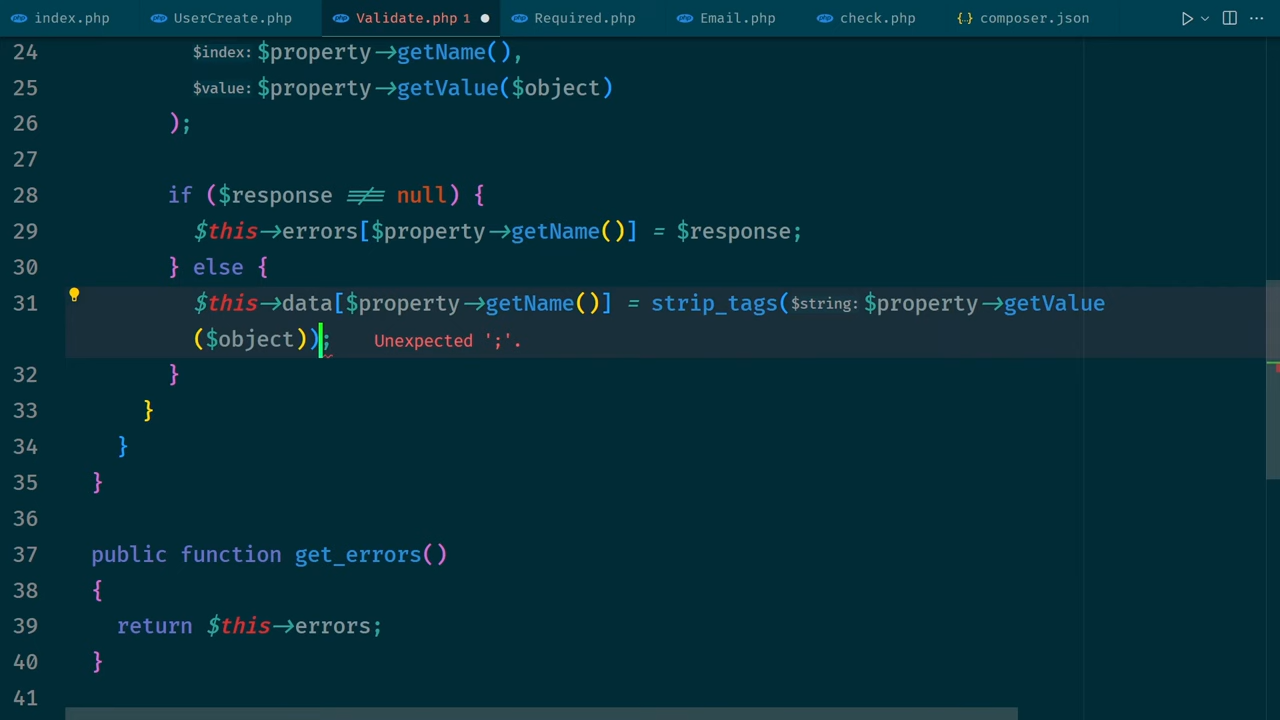 index.php UserCreate.php Validate.php 1 Required.php Email.php check.php {} composer.json
24 $index: $property->getName(),
25 $value: $property->getValue($object)
26 );
27
28 if ($response !== null) {
29 $this->errors[$property->getName()] = $response;
30 } else {
31 $this->data[$property->getName()] = strip_tags($string: $property->getValue
($object)); Unexpected ';'.
32 }
33 }
34 }
35 }
36
37 public function get_errors()
38 {
39 return $this->errors;
40 }
41